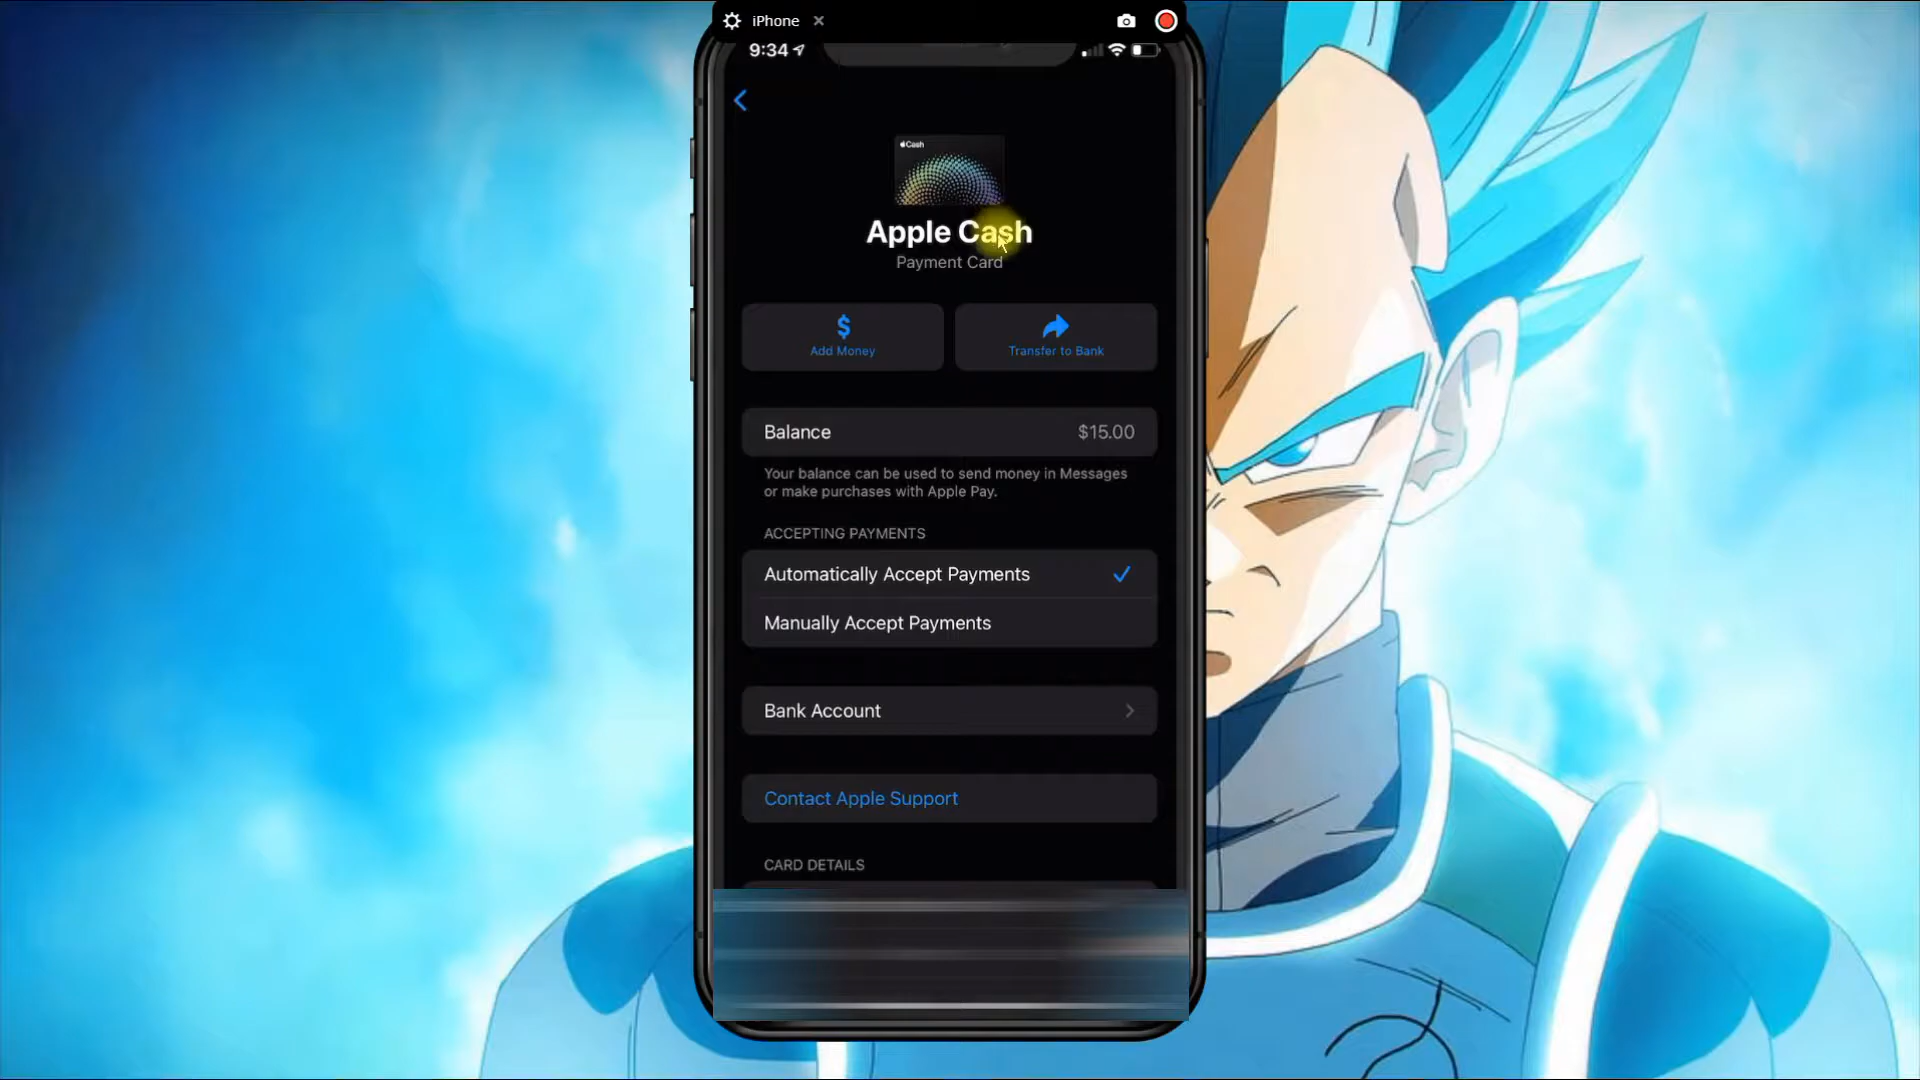 iPhone
9:34
Cash
Apple Cash
Payment Card
$
Add Money
Transfer to Bank
Balance $15.00
Your balance can be used to send money in Messages
or make purchases with Apple Pay.
ACCEPTING PAYMENTS
Automatically Accept Payments
Manually Accept Payments
Bank Account
Contact Apple Support
CARD DETAILS